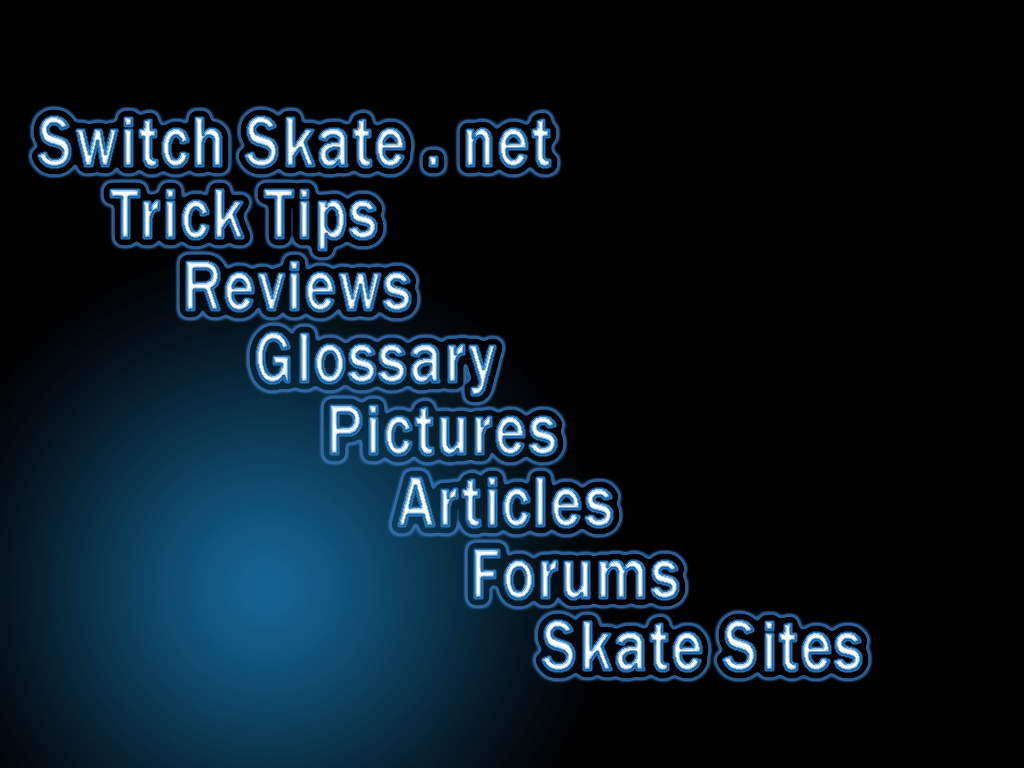 Switch Skate . net
Trick Tips
Reviews
Glossary
Pictures
Articles
Forums
Skate Sites